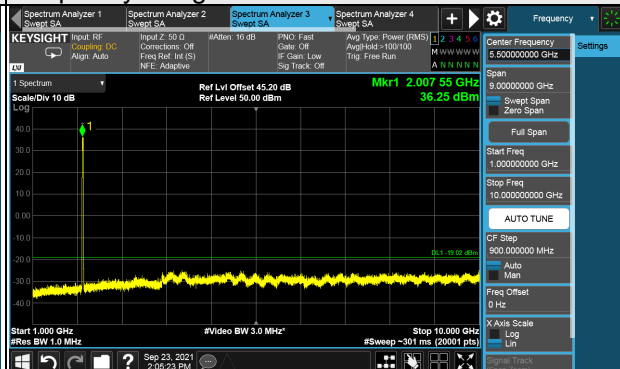 Spectrum Analyzer 1
Swept SA
Spectrum Analyzer 2
Swept SA
Spectrum Analyzer 3
Swept SA
Spectrum Analyzer 4
Swept SA
+
Frequency
KEYSIGHT
Input: RF
Coupling: DC
Align: Auto
Input Z: 50 Ω
Corrections: Off
Freq Ref: Int (S)
NFE: Adaptive
#Atten: 16 dB
PNO: Fast
Gate: Off
IF Gain: Low
Sig Track: Off
Avg Type: Power (RMS)
Avg|Hold:>100/100
Trig: Free Run
1 2 3 4 5 6
M W W W W W
A N N N N N
LXI
1 Spectrum
Scale/Div 10 dB
Ref Lvl Offset 45.20 dB
Ref Level 50.00 dBm
Mkr1 2.007 55 GHz
36.25 dBm
Log
40.0
30.0
20.0
10.0
0.00
-10.0
-20.0
-30.0
-40.0
1
DL1 -19.02 dBm
Start 1.000 GHz
#Res BW 1.0 MHz
#Video BW 3.0 MHz*
Stop 10.000 GHz
#Sweep ~301 ms (20001 pts)
Center Frequency
5.500000000 GHz
Settings
Span
9.00000000 GHz
Swept Span
Zero Span
Full Span
Start Freq
1.000000000 GHz
Stop Freq
10.000000000 GHz
AUTO TUNE
CF Step
900.000000 MHz
Auto
Man
Freq Offset
0 Hz
X Axis Scale
Log
Lin
Signal Track
?
Sep 23, 2021
2:05:23 PM